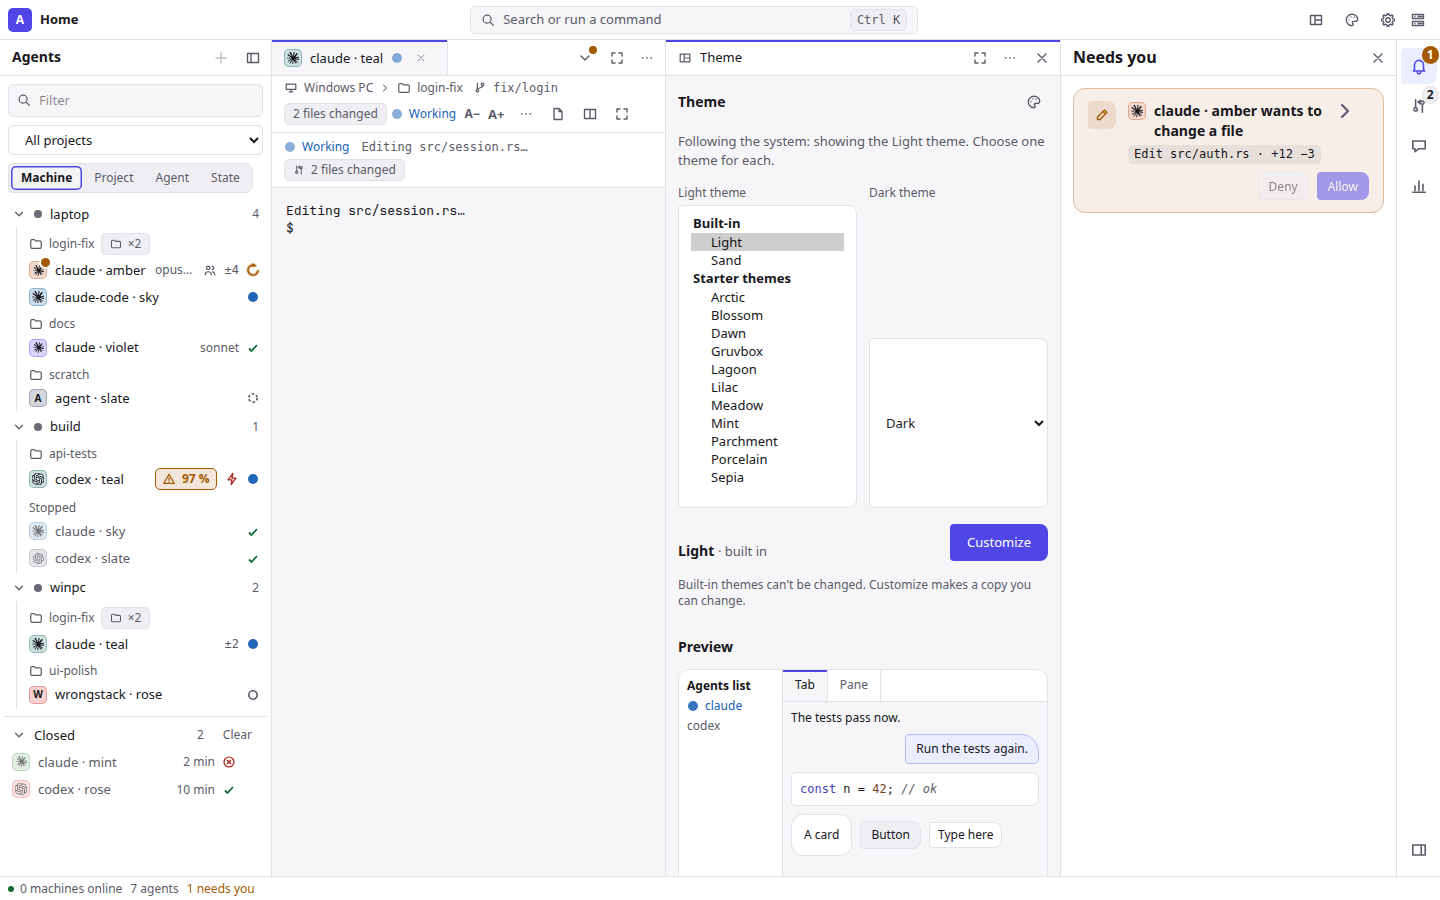 A Home
Search or run a command Ctrl K
Agents
Filter
All projects
Machine Project Agent State
laptop 4
login-fix ×2
claude · amber opus… ±4
claude-code · sky
docs
claude · violet sonnet
scratch
A agent · slate
build 1
api-tests
codex · teal 97 %
Stopped
claude · sky
codex · slate
winpc 2
login-fix ×2
claude · teal ±2
ui-polish
W wrongstack · rose
Closed 2 Clear
claude · mint 2 min
codex · rose 10 min
claude · teal
Windows PC login-fix fix/login
2 files changed Working A− A+
Working Editing src/session.rs…
2 files changed
Editing src/session.rs…
$
Theme
Theme
Following the system: showing the Light theme. Choose one
theme for each.
Light theme Dark theme
Built-in
Light
Sand
Starter themes
Arctic
Blossom
Dawn
Gruvbox
Lagoon
Lilac
Meadow
Mint
Parchment
Porcelain
Sepia
Dark
Light · built in Customize
Built-in themes can't be changed. Customize makes a copy you
can change.
Preview
Agents list
claude
codex
Tab Pane
The tests pass now.
Run the tests again.
const n = 42; // ok
A card Button Type here
Needs you
claude · amber wants to
change a file
Edit src/auth.rs · +12 −3
Deny Allow
1
2
0 machines online 7 agents 1 needs you